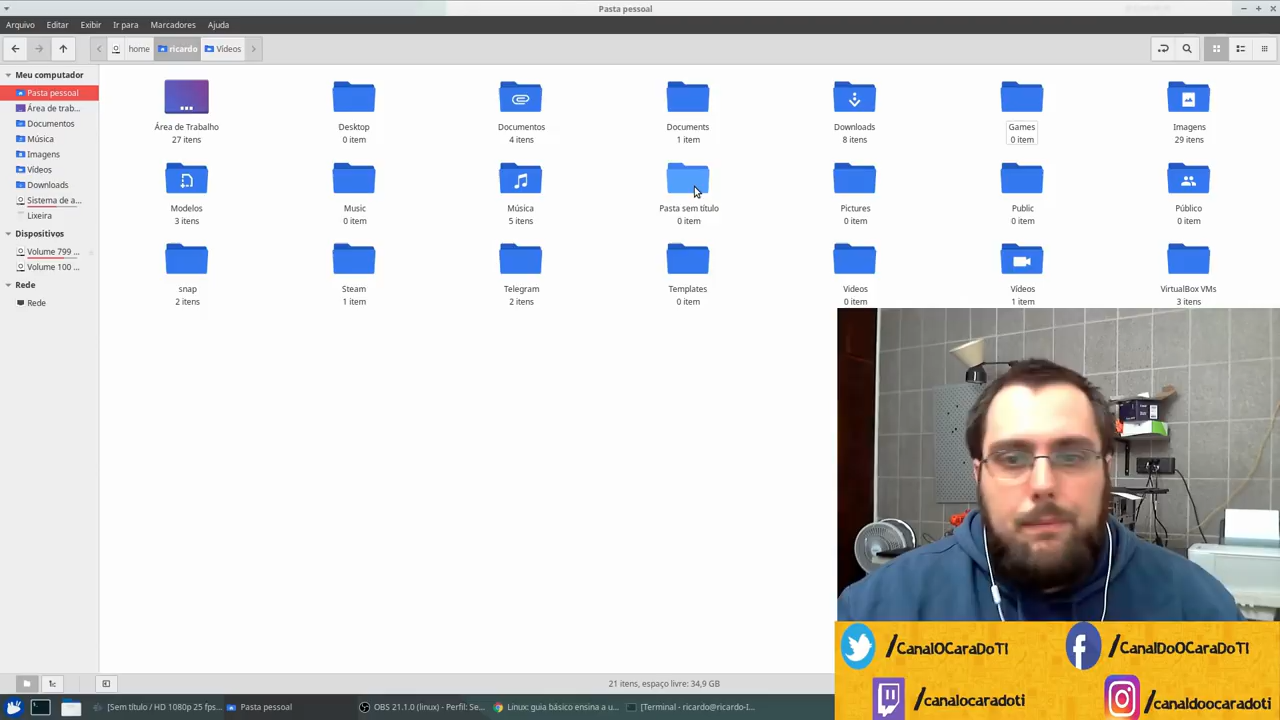 Pasta pessoal
Arquivo Editar Exibir Ir para Marcadores Ajuda
home ricardo Vídeos
Meu computador
Pasta pessoal
Área de trab...
Documentos
Música
Imagens
Vídeos
Downloads
Sistema de a...
Lixeira
Dispositivos
Volume 799 ...
Volume 100 ...
Rede
Rede
Área de Trabalho
27 itens
Desktop
0 item
Documentos
4 itens
Documents
1 item
Downloads
8 itens
Games
0 item
Imagens
29 itens
Modelos
3 itens
Music
0 item
Música
5 itens
Pasta sem título
0 item
Pictures
0 item
Public
0 item
Público
0 item
snap
2 itens
Steam
1 item
Telegram
2 itens
Templates
0 item
Videos
0 item
Vídeos
1 item
VirtualBox VMs
3 itens
/CanalOCaraDoTI
/CanalDoOCaraDoTI
/canalocaradoti
/canaldoocaradoti
21 itens, espaço livre: 34,9 GB
[Sem título / HD 1080p 25 fps... Pasta pessoal OBS 21.1.0 (linux) - Perfil: Se... Linux: guia básico ensina a u... [Terminal - ricardo@ricardo-I...